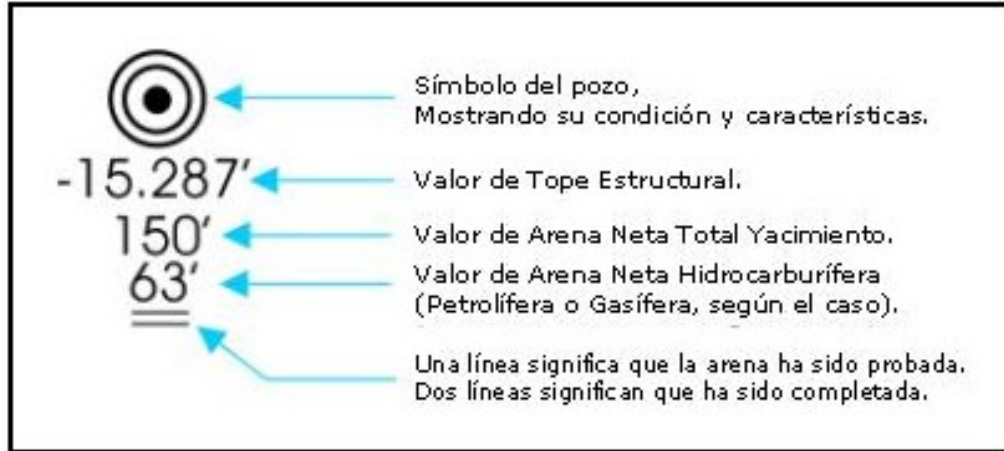 Símbolo del pozo,
Mostrando su condición y características.
-15.287'
Valor de Tope Estructural.
150'
Valor de Arena Neta Total Yacimiento.
63'
Valor de Arena Neta Hidrocarburífera
(Petrolífera o Gasífera, según el caso).
Una línea significa que la arena ha sido probada.
Dos líneas significan que ha sido completada.